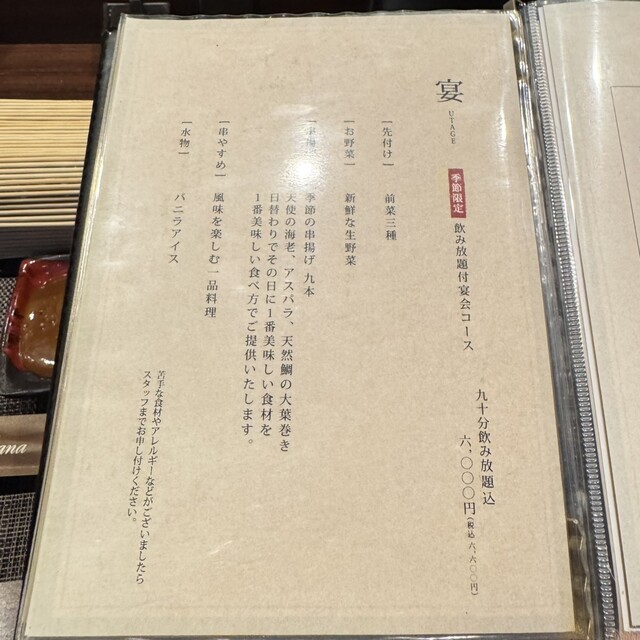 宴
UTAGE
季節限定 飲み放題付宴会コース
九十分飲み放題込
六、〇〇〇円（税込 六、六〇〇円）
｜先付け｜ 前菜三種
｜お野菜｜ 新鮮な生野菜
季節の串揚げ 九本
天使の海老、アスパラ、天然鯛の大葉巻き
日替わりでその日に1番美味しい食材を
1番美味しい食べ方でご提供いたします。
｜串やすめ｜ 風味を楽しむ一品料理
｜水物｜ バニラアイス
苦手な食材やアレルギーなどがございましたら
スタッフまでお申し付けください。
ana